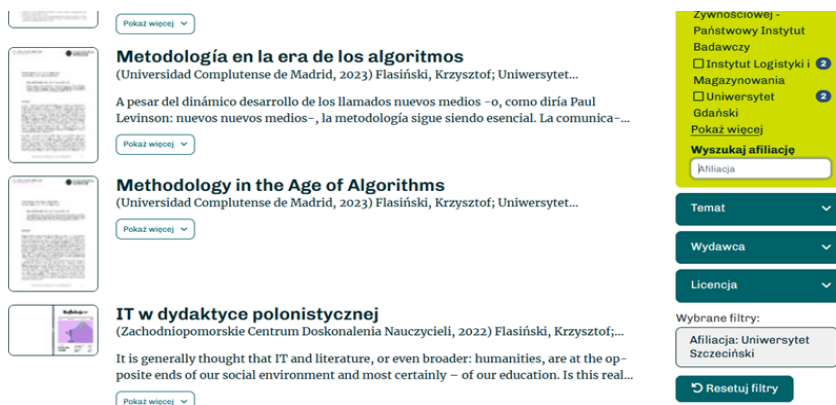 Pokaż więcej
Metodología en la era de los algoritmos
(Universidad Complutense de Madrid, 2023) Flasiński, Krzysztof; Uniwersytet...
A pesar del dinámico desarrollo de los llamados nuevos medios -o, como diría Paul
Levinson: nuevos nuevos medios-, la metodología sigue siendo esencial. La comunica-...
Pokaż więcej
Methodology in the Age of Algorithms
(Universidad Complutense de Madrid, 2023) Flasiński, Krzysztof; Uniwersytet...
Pokaż więcej
IT w dydaktyce polonistycznej
(Zachodniopomorskie Centrum Doskonalenia Nauczycieli, 2022) Flasiński, Krzysztof;...
It is generally thought that IT and literature, or even broader: humanities, are at the op-
posite ends of our social environment and most certainly – of our education. Is this real...
Pokaż więcej
Żywnościowej -
Państwowy Instytut
Badawczy
Instytut Logistyki i 2
Magazynowania
Uniwersytet 2
Gdański
Pokaż więcej
Wyszukaj afiliację
Afiliacja
Temat
Wydawca
Licencja
Wybrane filtry:
Afiliacja: Uniwersytet
Szczeciński
Resetuj filtry